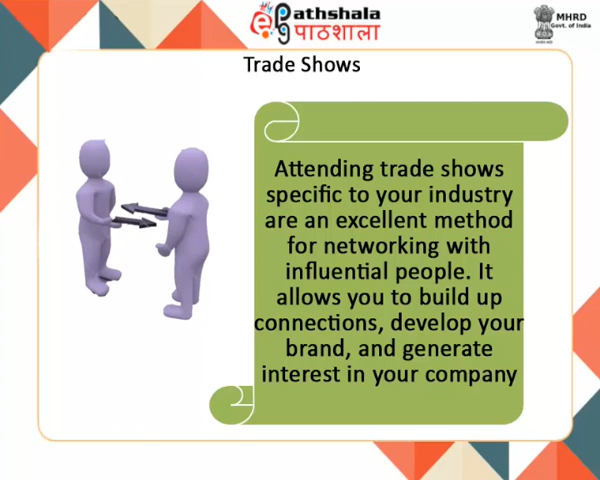 Pathshala
पाठशाला
MHRD
Govt. of India
Trade Shows
Attending trade shows
specific to your industry
are an excellent method
for networking with
influential people. It
allows you to build up
connections, develop your
brand, and generate
interest in your company